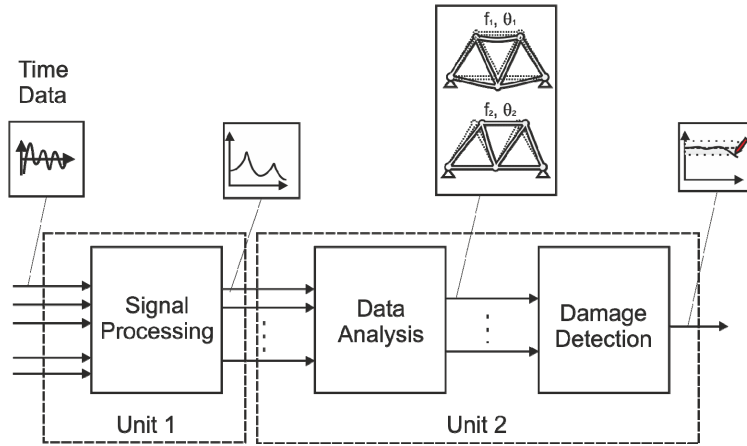 f₁, θ₁
Time
Data
f₂, θ₂
Signal
Processing
Data
Analysis
Damage
Detection
Unit 1
Unit 2